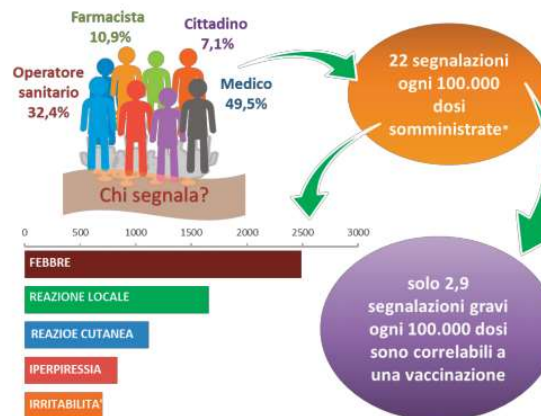 Farmacista
10,9%
Cittadino
7,1%
Operatore
sanitario
32,4%
Medico
49,5%
Chi segnala?
22 segnalazioni
ogni 100.000
dosi
somministrate*
0 500 1000 1500 2000 2500 3000
FEBBRE
REAZIONE LOCALE
REAZIOE CUTANEA
IPERPIRESSIA
IRRITABILITA'
solo 2,9
segnalazioni gravi
ogni 100.000 dosi
sono correlabili a
una vaccinazione